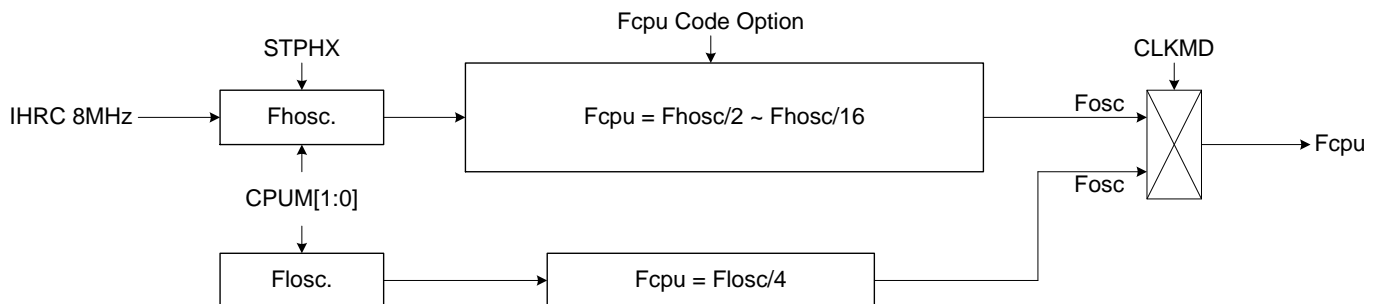 Fcpu Code Option
STPHX
CLKMD
IHRC 8MHz
Fhosc.
Fcpu = Fhosc/2 ~ Fhosc/16
Fosc
Fcpu
CPUM[1:0]
Fosc
Flosc.
Fcpu = Flosc/4